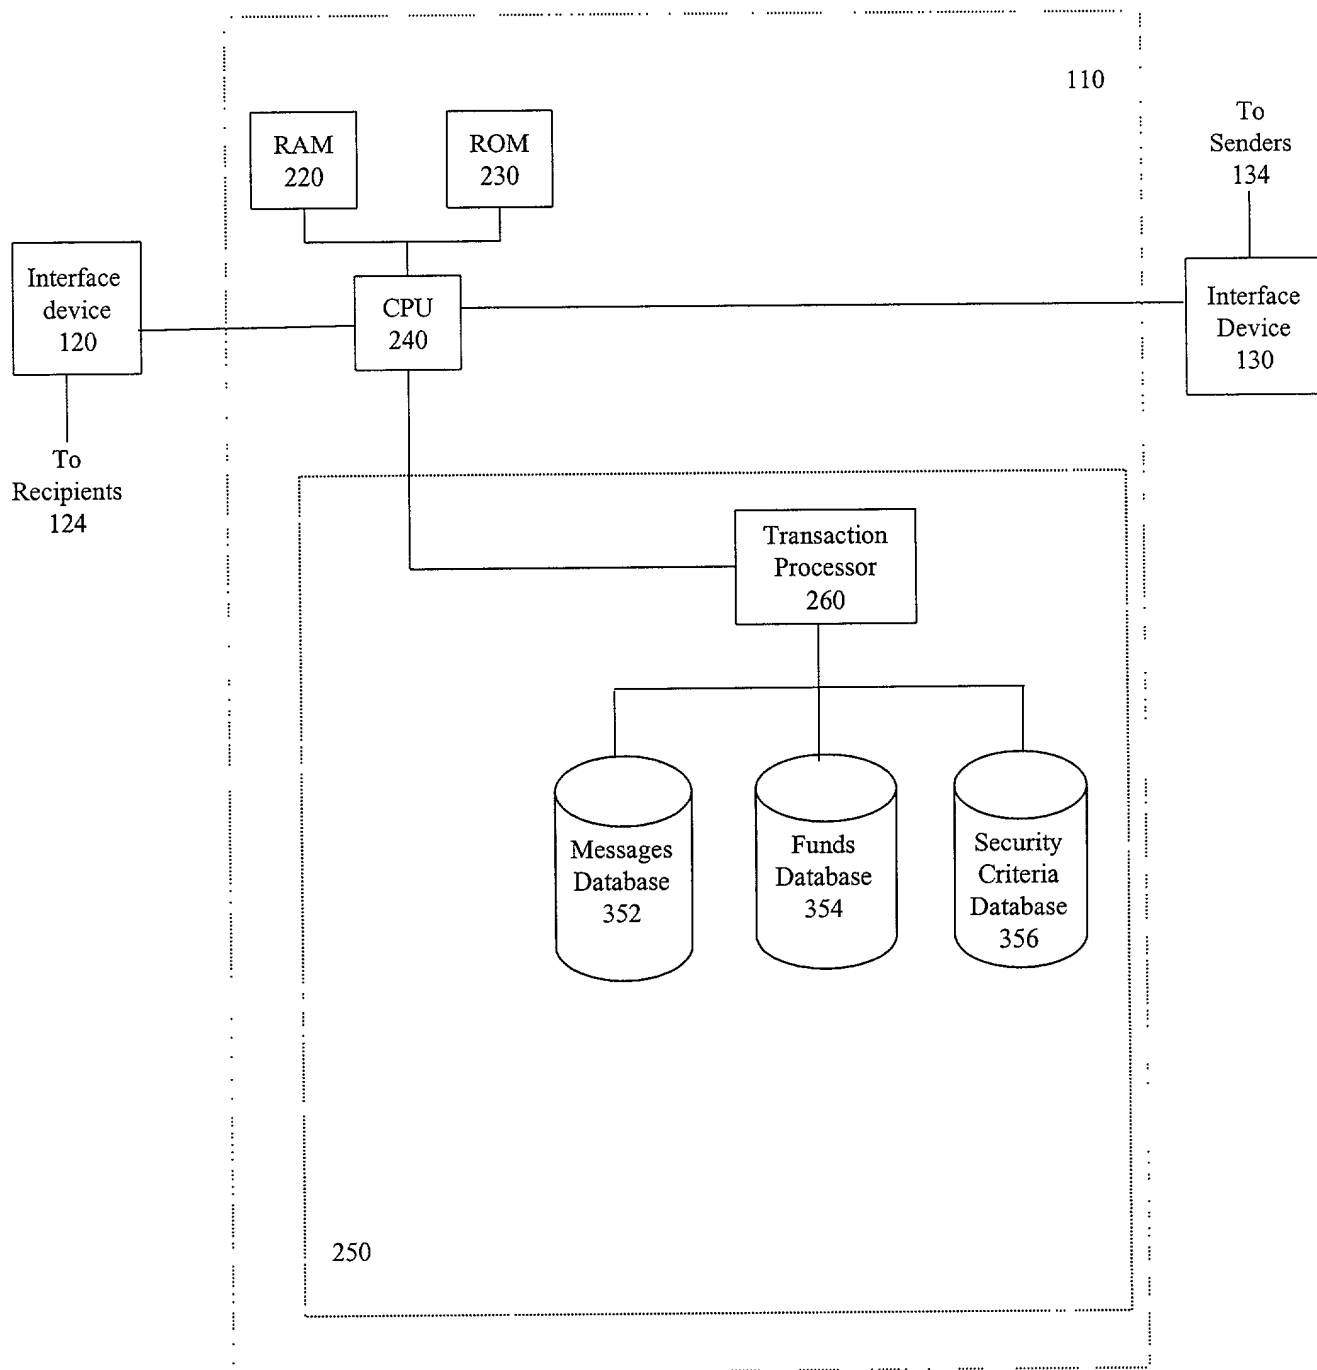 110
To
Senders
134
RAM
220
ROM
230
Interface
device
120
CPU
240
Interface
Device
130
To
Recipients
124
Transaction
Processor
260
Messages
Database
352
Funds
Database
354
Security
Criteria
Database
356
250